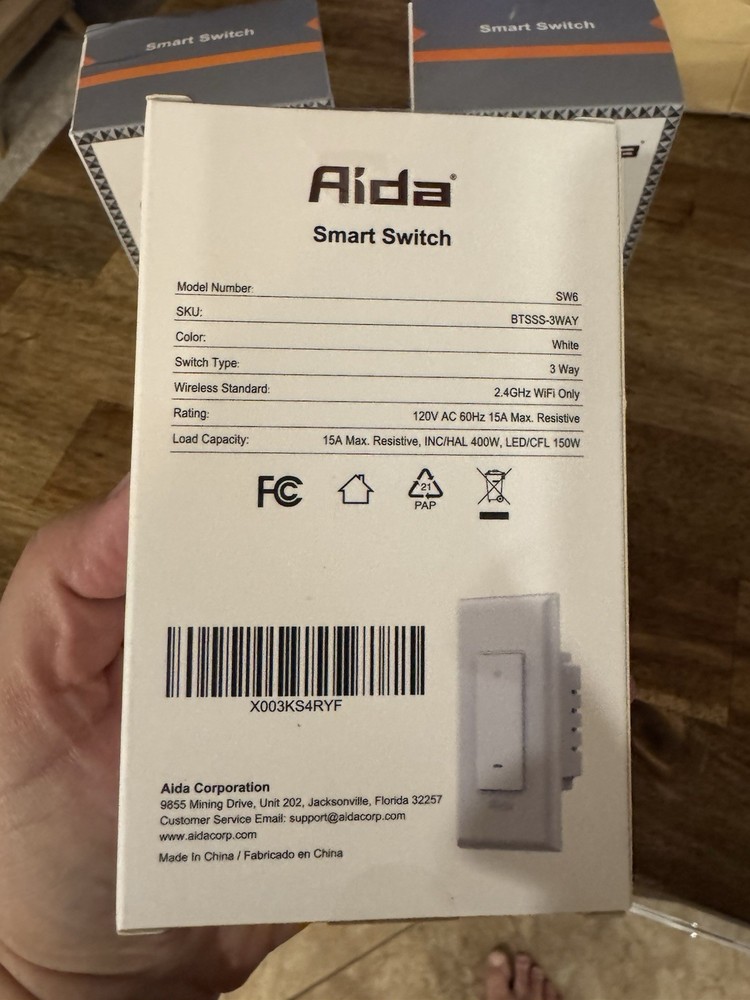 Smart Switch
Smart Switch
Aida®
Smart Switch
Model Number: SW6
SKU: BTSSS-3WAY
Color: White
Switch Type: 3 Way
Wireless Standard: 2.4GHz WiFi Only
Rating: 120V AC 60Hz 15A Max. Resistive
Load Capacity: 15A Max. Resistive, INC/HAL 400W, LED/CFL 150W
FC
21
PAP
X003KS4RYF
Aida Corporation
9855 Mining Drive, Unit 202, Jacksonville, Florida 32257
Customer Service Email: support@aidacorp.com
www.aidacorp.com
Made In China / Fabricado en China